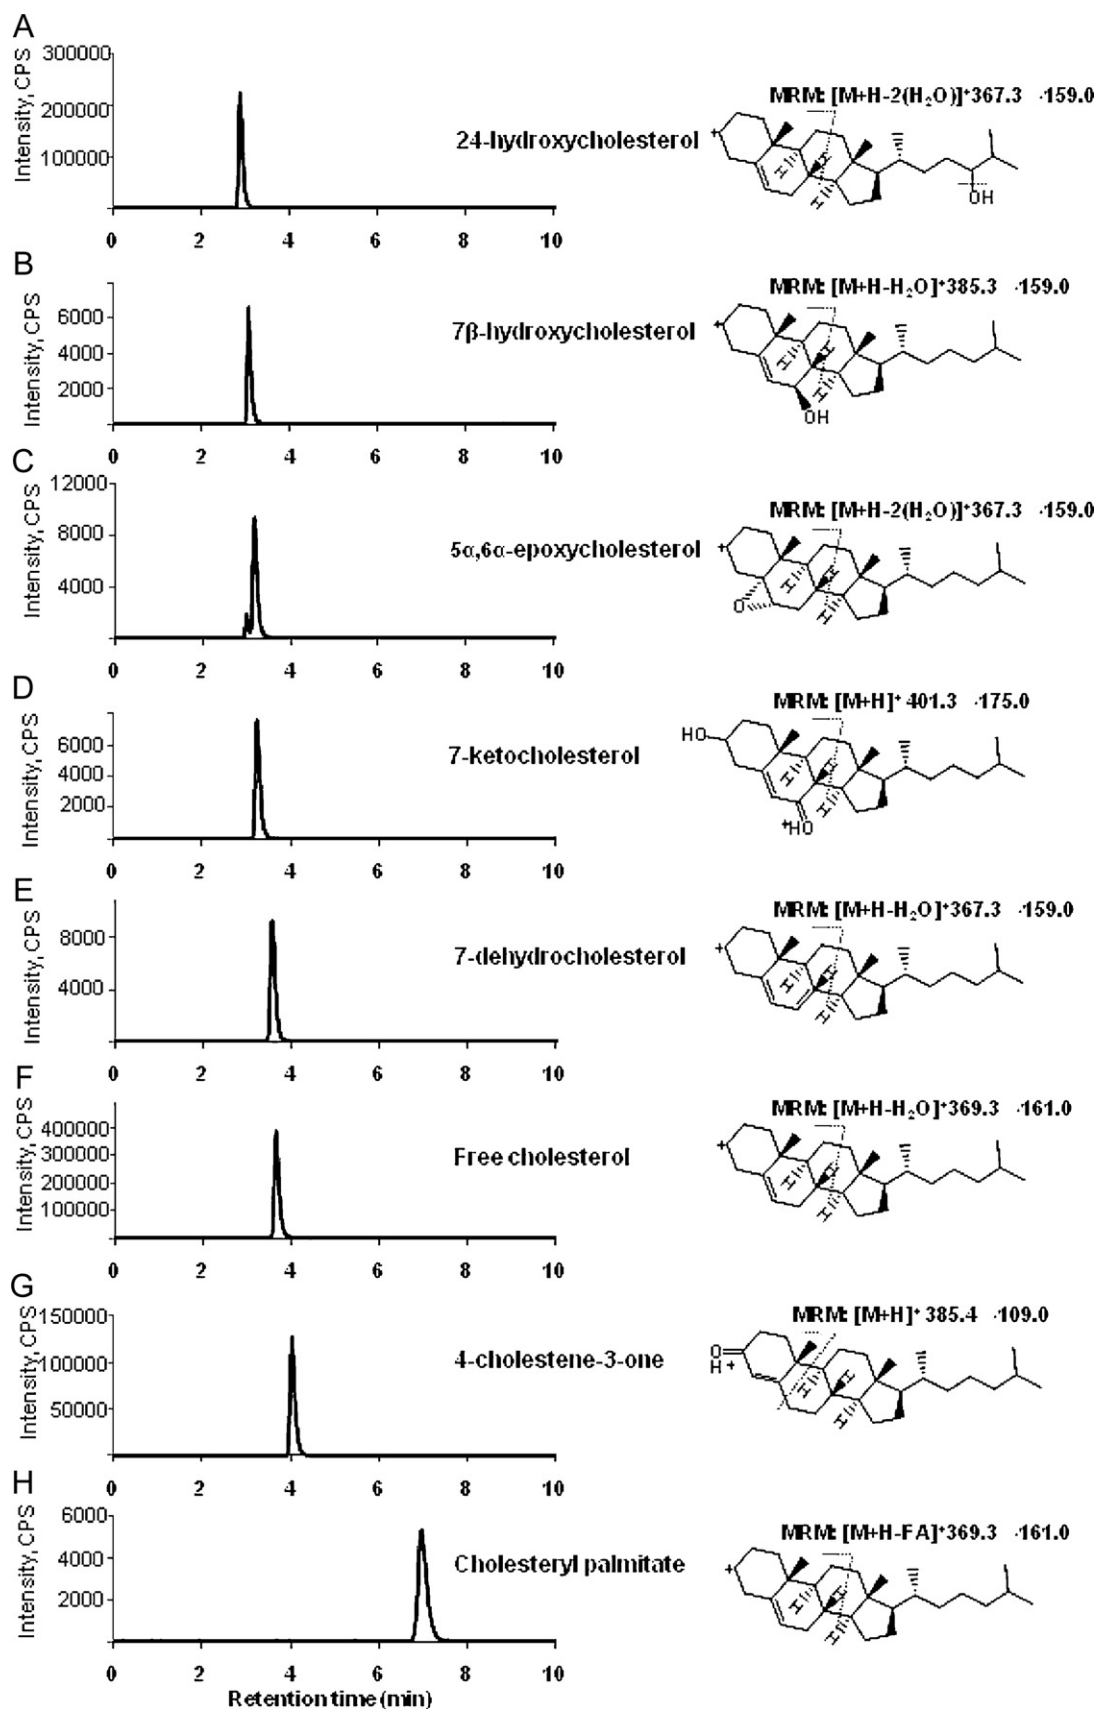 A
Intensity, CPS
300000
200000
100000
0 2 4 6 8 10
24-hydroxycholesterol
MRM: [M+H-2(H₂O)]⁺367.3 159.0
+
H H H
OH
B
Intensity, CPS
6000
4000
2000
0 2 4 6 8 10
7β-hydroxycholesterol
MRM: [M+H-H₂O]⁺385.3 159.0
+
H H H
OH
C
Intensity, CPS
12000
8000
4000
0 2 4 6 8 10
5α,6α-epoxycholesterol
MRM: [M+H-2(H₂O)]⁺367.3 159.0
+
H H H
O
D
Intensity, CPS
6000
4000
2000
0 2 4 6 8 10
7-ketocholesterol
MRM: [M+H]⁺ 401.3 175.0
HO
H H H
+HO
E
Intensity, CPS
8000
4000
0 2 4 6 8 10
7-dehydrocholesterol
MRM: [M+H-H₂O]⁺367.3 159.0
+
H H
F
Intensity, CPS
400000
300000
200000
100000
0 2 4 6 8 10
Free cholesterol
MRM: [M+H-H₂O]⁺369.3 161.0
+
H H H
G
Intensity, CPS
150000
100000
50000
0 2 4 6 8 10
4-cholestene-3-one
MRM: [M+H]⁺ 385.4 109.0
O
H +
H H H
H
Intensity, CPS
6000
4000
2000
0 2 4 6 8 10
Retention time (min)
Cholesteryl palmitate
MRM: [M+H-FA]⁺369.3 161.0
+
H H H